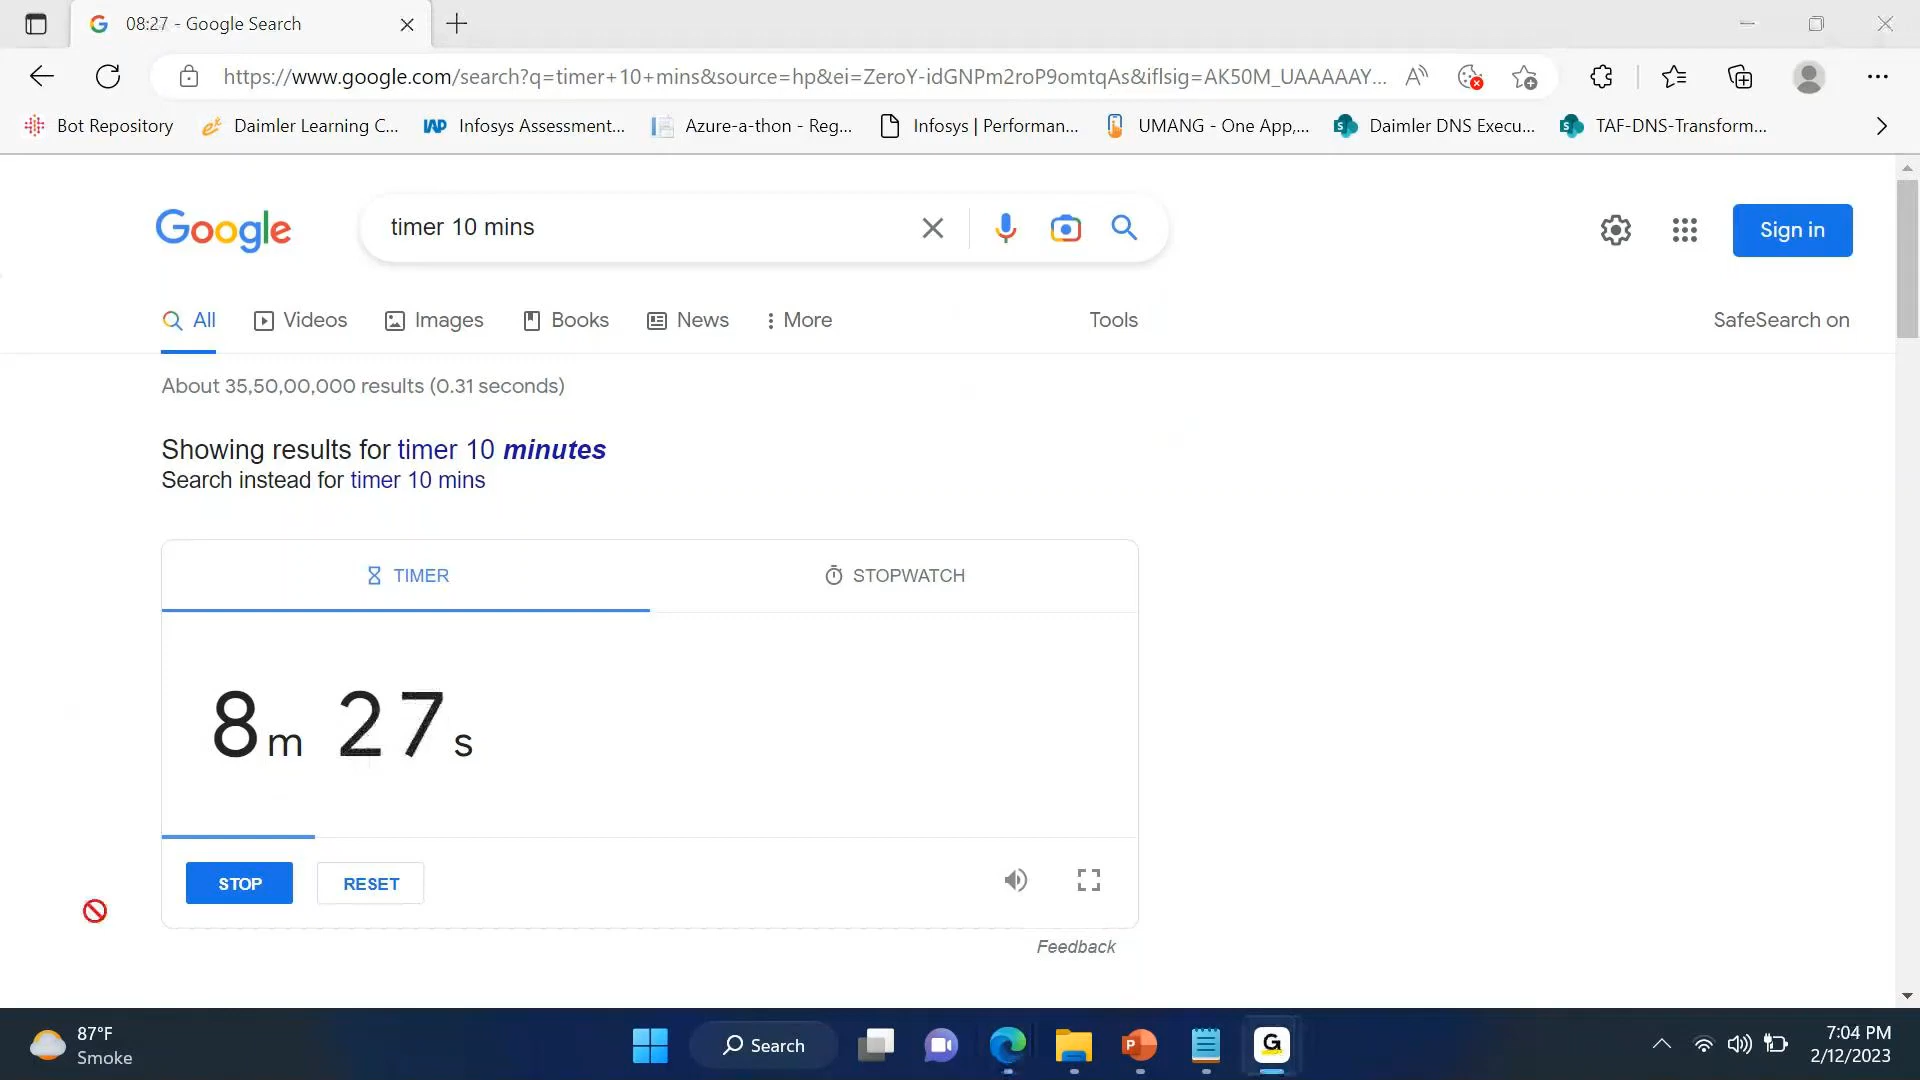 08:27 - Google Search
https://www.google.com/search?q=timer+10+mins&source=hp&ei=ZeroY-idGNPm2roP9omtqAs&iflsig=AK50M_UAAAAAY...
Bot Repository
Daimler Learning C...
Infosys Assessment...
Azure-a-thon - Reg...
Infosys | Performan...
UMANG - One App,...
Daimler DNS Execu...
TAF-DNS-Transform...
Google
timer 10 mins
Sign in
All
Videos
Images
Books
News
More
Tools
SafeSearch on
About 35,50,00,000 results (0.31 seconds)
Showing results for timer 10 minutes
Search instead for timer 10 mins
TIMER
STOPWATCH
8m 27s
STOP
RESET
Feedback
87°F
Smoke
Search
7:04 PM
2/12/2023